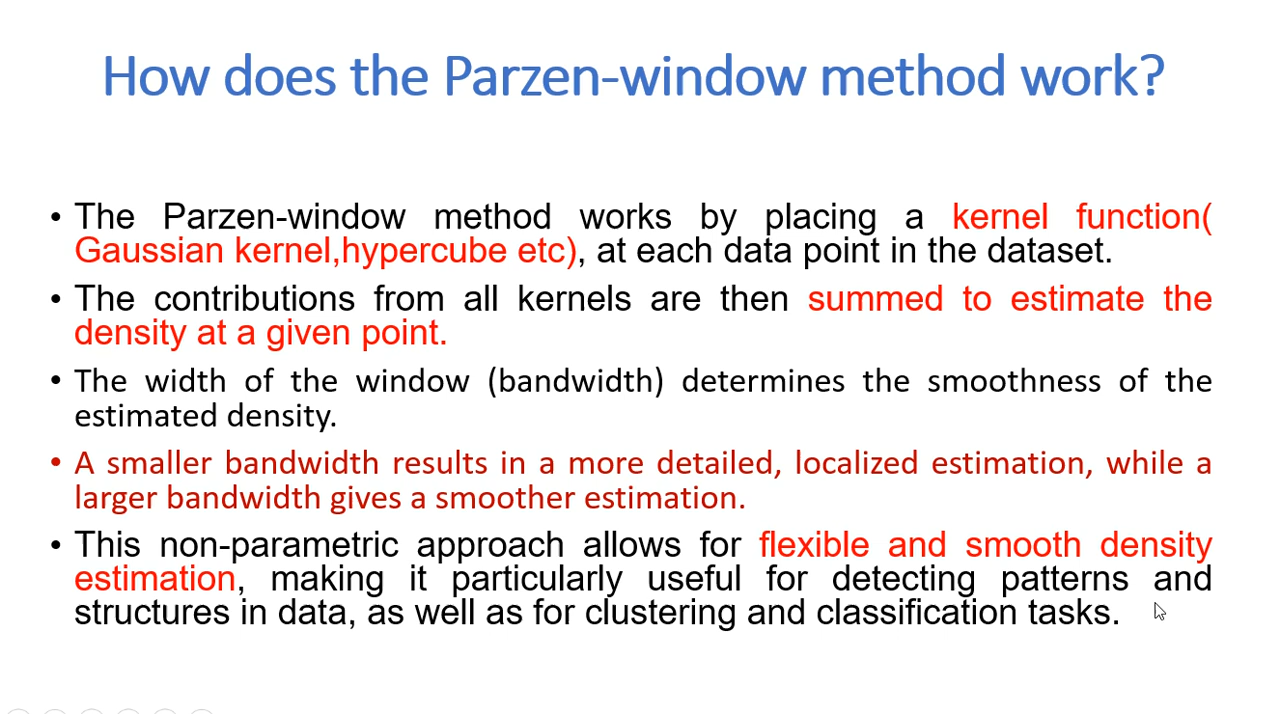 How does the Parzen-window method work?
• The Parzen-window method works by placing a kernel function(
Gaussian kernel,hypercube etc), at each data point in the dataset.
• The contributions from all kernels are then summed to estimate the
density at a given point.
• The width of the window (bandwidth) determines the smoothness of the
estimated density.
• A smaller bandwidth results in a more detailed, localized estimation, while a
larger bandwidth gives a smoother estimation.
• This non-parametric approach allows for flexible and smooth density
estimation, making it particularly useful for detecting patterns and
structures in data, as well as for clustering and classification tasks.